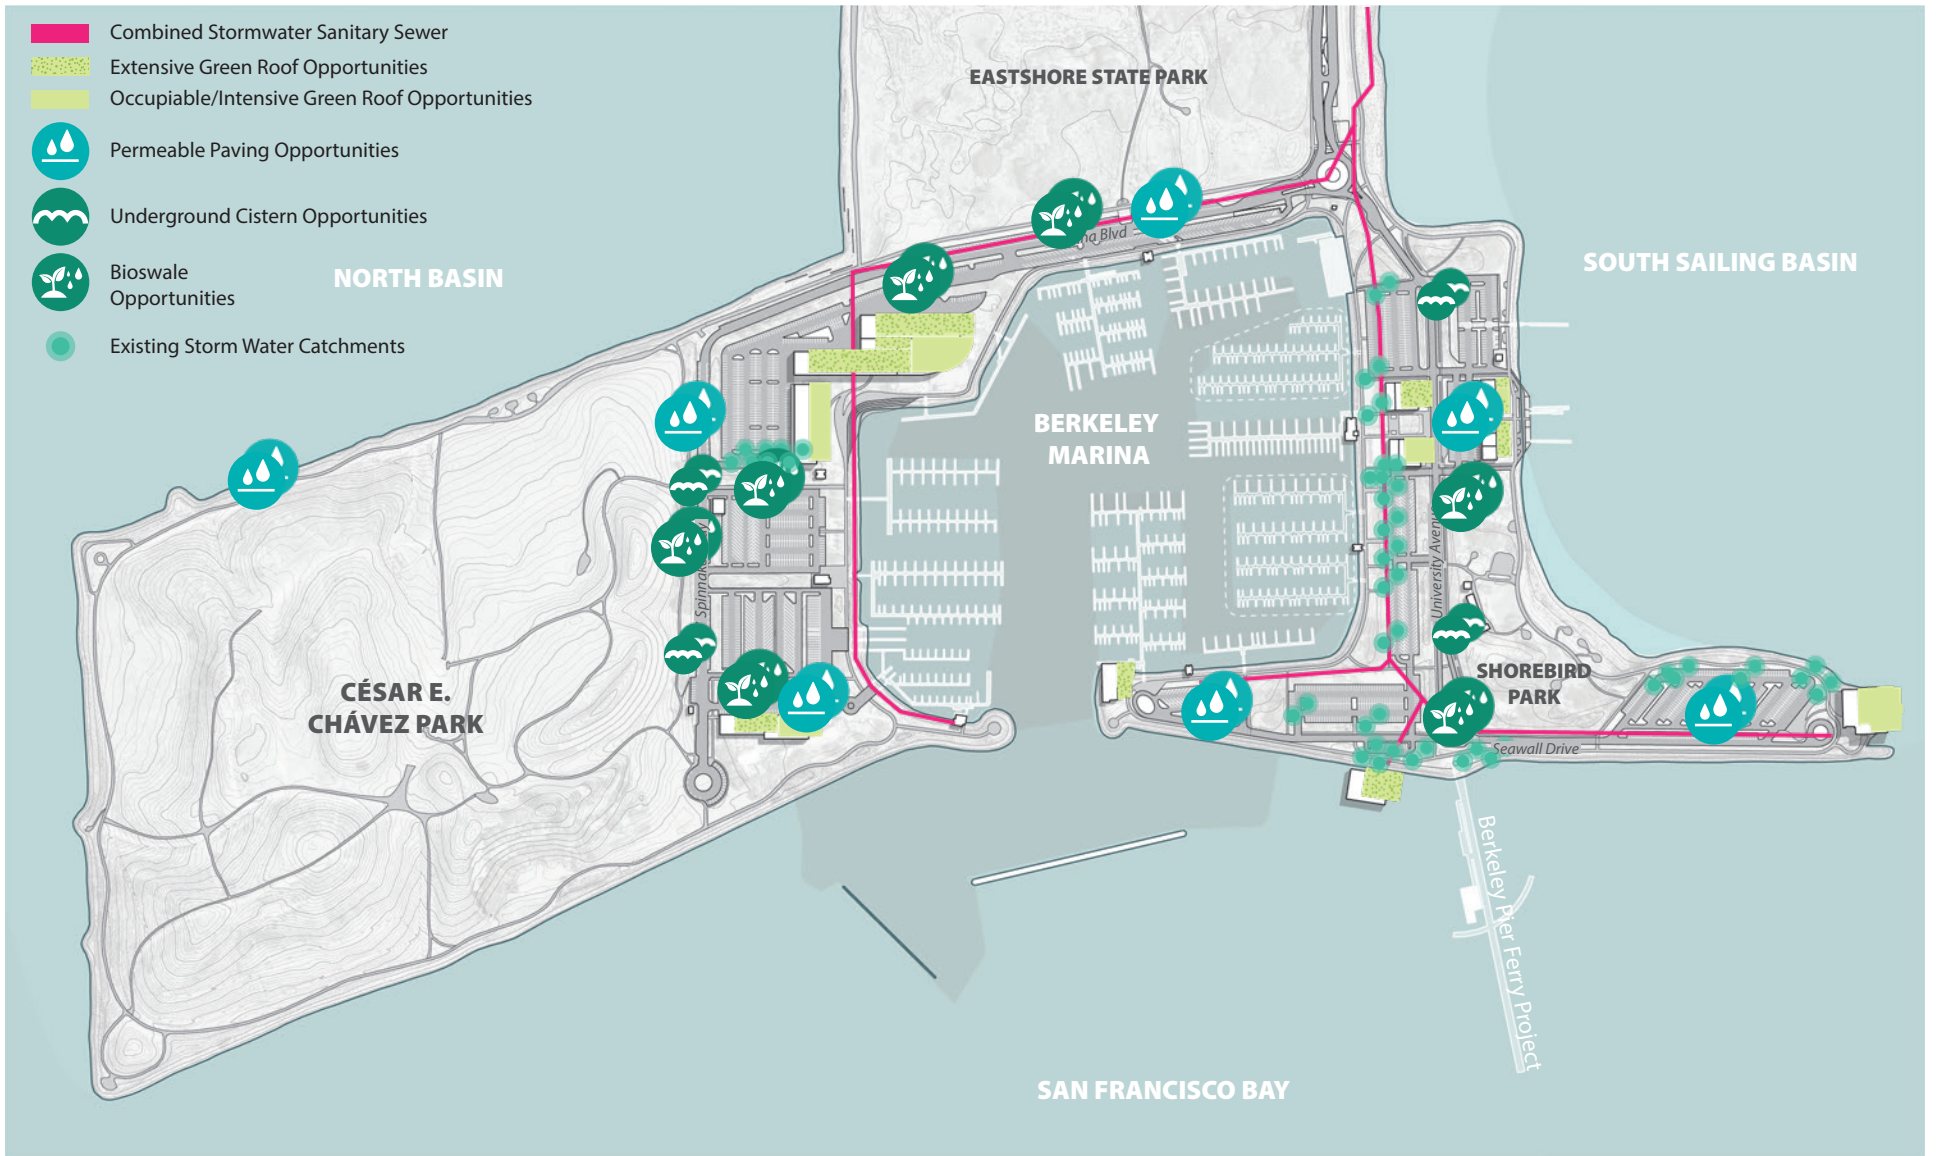 Combined Stormwater Sanitary Sewer
Extensive Green Roof Opportunities
Occupiable/Intensive Green Roof Opportunities
Permeable Paving Opportunities
Underground Cistern Opportunities
Bioswale
Opportunities
Existing Storm Water Catchments
EASTSHORE STATE PARK
NORTH BASIN
SOUTH SAILING BASIN
Blvd
BERKELEY
MARINA
University Avenu
CÉSAR E.
CHÁVEZ PARK
SHOREBIRD
PARK
Seawall Drive
Berkeley Pier Ferry Project
SAN FRANCISCO BAY